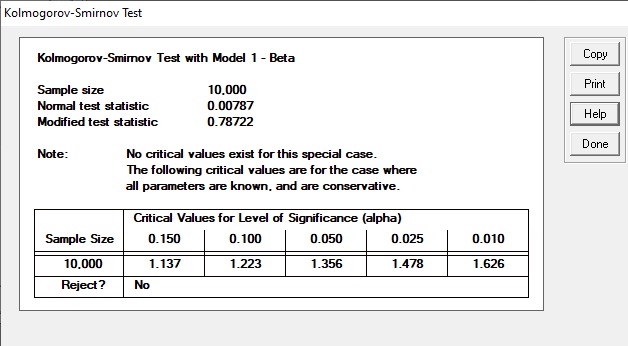 Kolmogorov-Smirnov Test
Kolmogorov-Smirnov Test with Model 1 - Beta
Sample size 10,000
Normal test statistic 0.00787
Modified test statistic 0.78722
Note: No critical values exist for this special case.
The following critical values are for the case where
all parameters are known, and are conservative.
Critical Values for Level of Significance (alpha)
Sample Size 0.150 0.100 0.050 0.025 0.010
10,000 1.137 1.223 1.356 1.478 1.626
Reject? No
Copy
Print
Help
Done